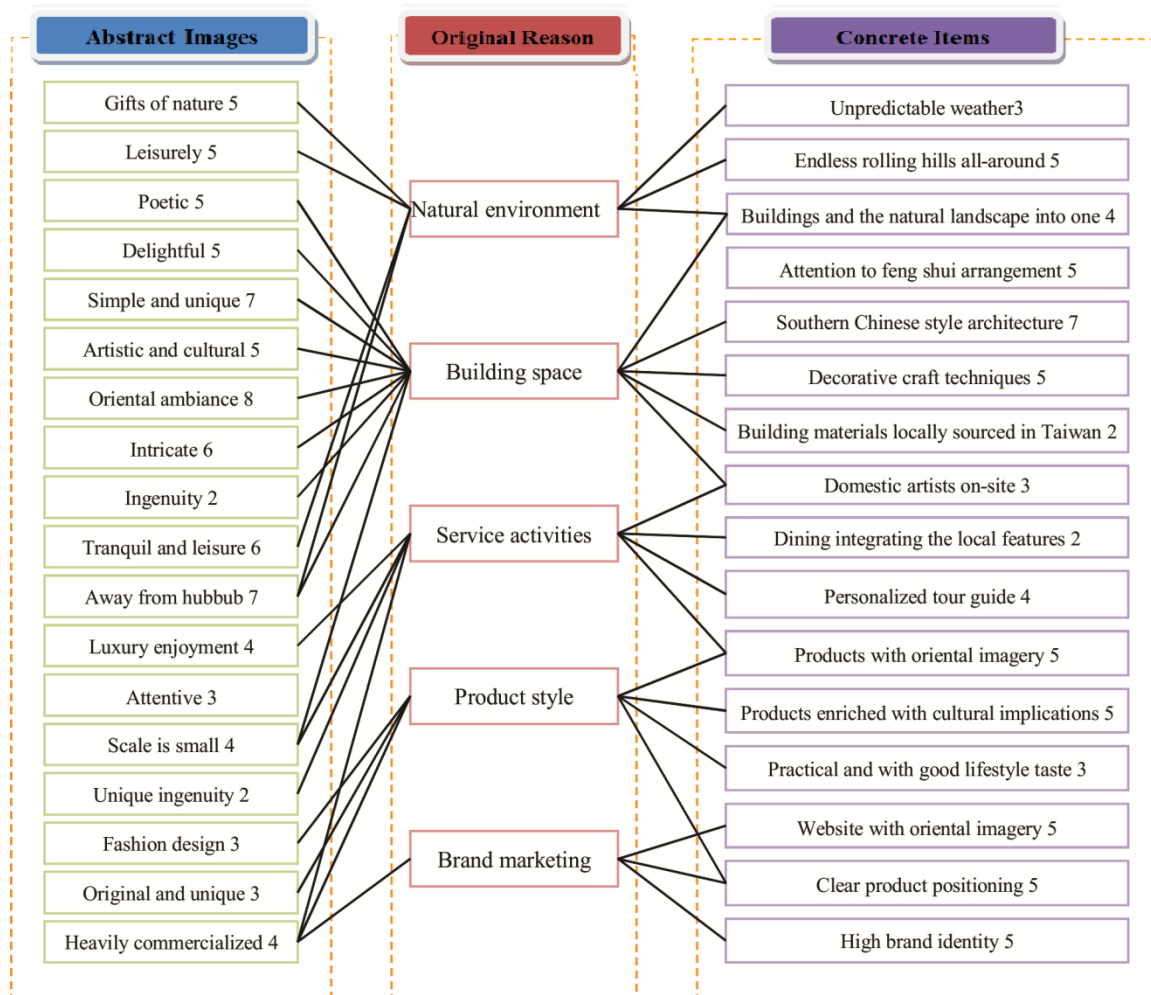 Abstract Images
Original Reason
Concrete Items
Gifts of nature 5
Leisurely 5
Poetic 5
Delightful 5
Simple and unique 7
Artistic and cultural 5
Oriental ambiance 8
Intricate 6
Ingenuity 2
Tranquil and leisure 6
Away from hubbub 7
Luxury enjoyment 4
Attentive 3
Scale is small 4
Unique ingenuity 2
Fashion design 3
Original and unique 3
Heavily commercialized 4
Natural environment
Building space
Service activities
Product style
Brand marketing
Unpredictable weather3
Endless rolling hills all-around 5
Buildings and the natural landscape into one 4
Attention to feng shui arrangement 5
Southern Chinese style architecture 7
Decorative craft techniques 5
Building materials locally sourced in Taiwan 2
Domestic artists on-site 3
Dining integrating the local features 2
Personalized tour guide 4
Products with oriental imagery 5
Products enriched with cultural implications 5
Practical and with good lifestyle taste 3
Website with oriental imagery 5
Clear product positioning 5
High brand identity 5